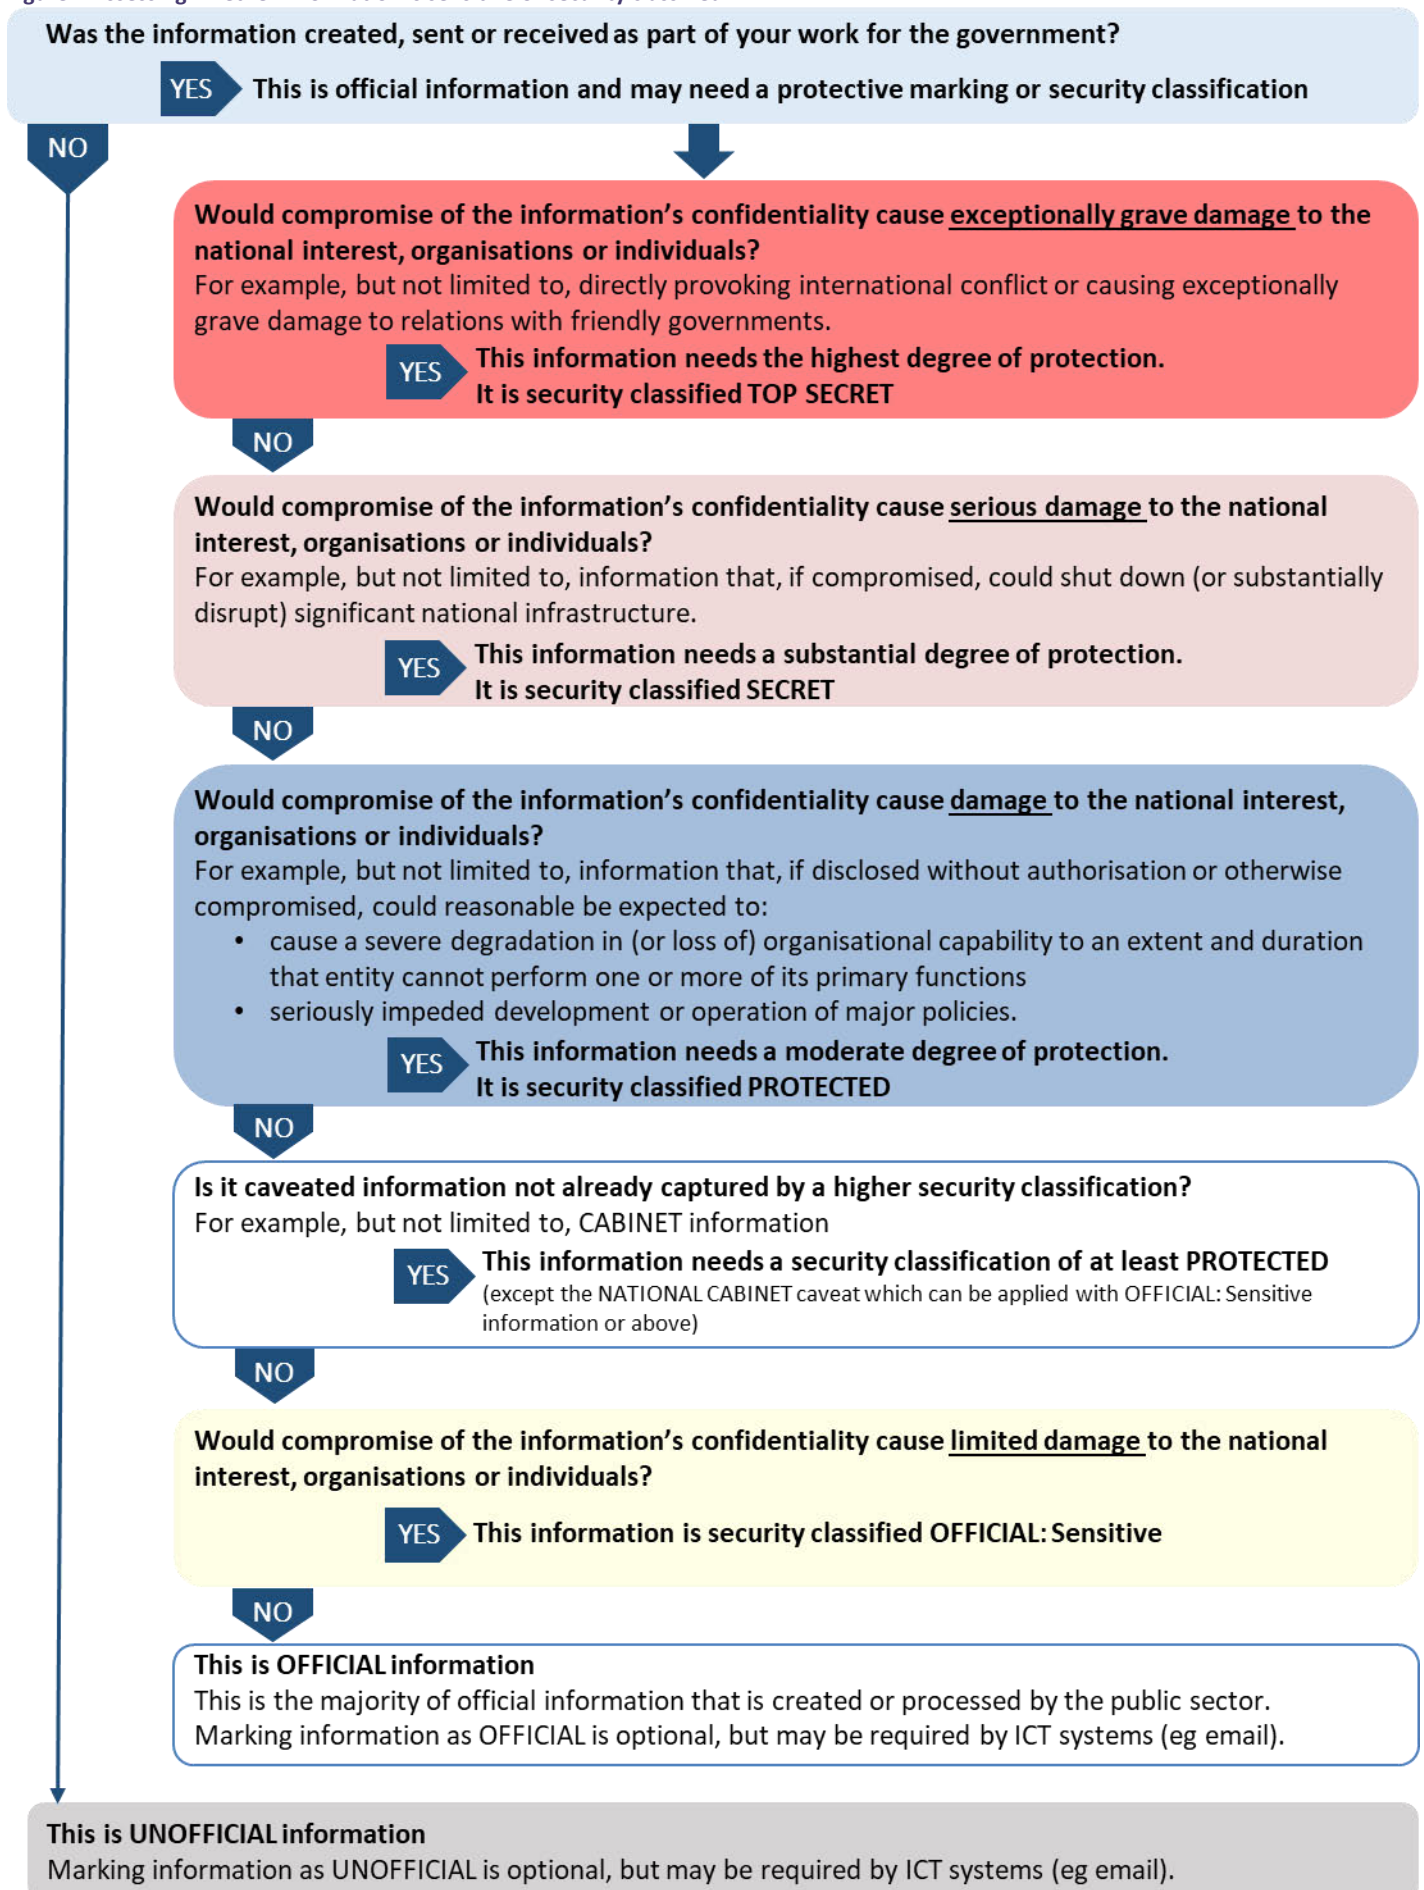 Was the information created, sent or received as part of your work for the government?
YES This is official information and may need a protective marking or security classification
NO
Would compromise of the information's confidentiality cause exceptionally grave damage to the
national interest, organisations or individuals?
For example, but not limited to, directly provoking international conflict or causing exceptionally
grave damage to relations with friendly governments.
YES This information needs the highest degree of protection.
It is security classified TOP SECRET
NO
Would compromise of the information's confidentiality cause serious damage to the national
interest, organisations or individuals?
For example, but not limited to, information that, if compromised, could shut down (or substantially
disrupt) significant national infrastructure.
YES This information needs a substantial degree of protection.
It is security classified SECRET
NO
Would compromise of the information's confidentiality cause damage to the national interest,
organisations or individuals?
For example, but not limited to, information that, if disclosed without authorisation or otherwise
compromised, could reasonable be expected to:
• cause a severe degradation in (or loss of) organisational capability to an extent and duration
that entity cannot perform one or more of its primary functions
• seriously impeded development or operation of major policies.
YES This information needs a moderate degree of protection.
It is security classified PROTECTED
NO
Is it caveated information not already captured by a higher security classification?
For example, but not limited to, CABINET information
YES This information needs a security classification of at least PROTECTED
(except the NATIONAL CABINET caveat which can be applied with OFFICIAL: Sensitive
information or above)
NO
Would compromise of the information's confidentiality cause limited damage to the national
interest, organisations or individuals?
YES This information is security classified OFFICIAL: Sensitive
NO
This is OFFICIAL information
This is the majority of official information that is created or processed by the public sector.
Marking information as OFFICIAL is optional, but may be required by ICT systems (eg email).
This is UNOFFICIAL information
Marking information as UNOFFICIAL is optional, but may be required by ICT systems (eg email).